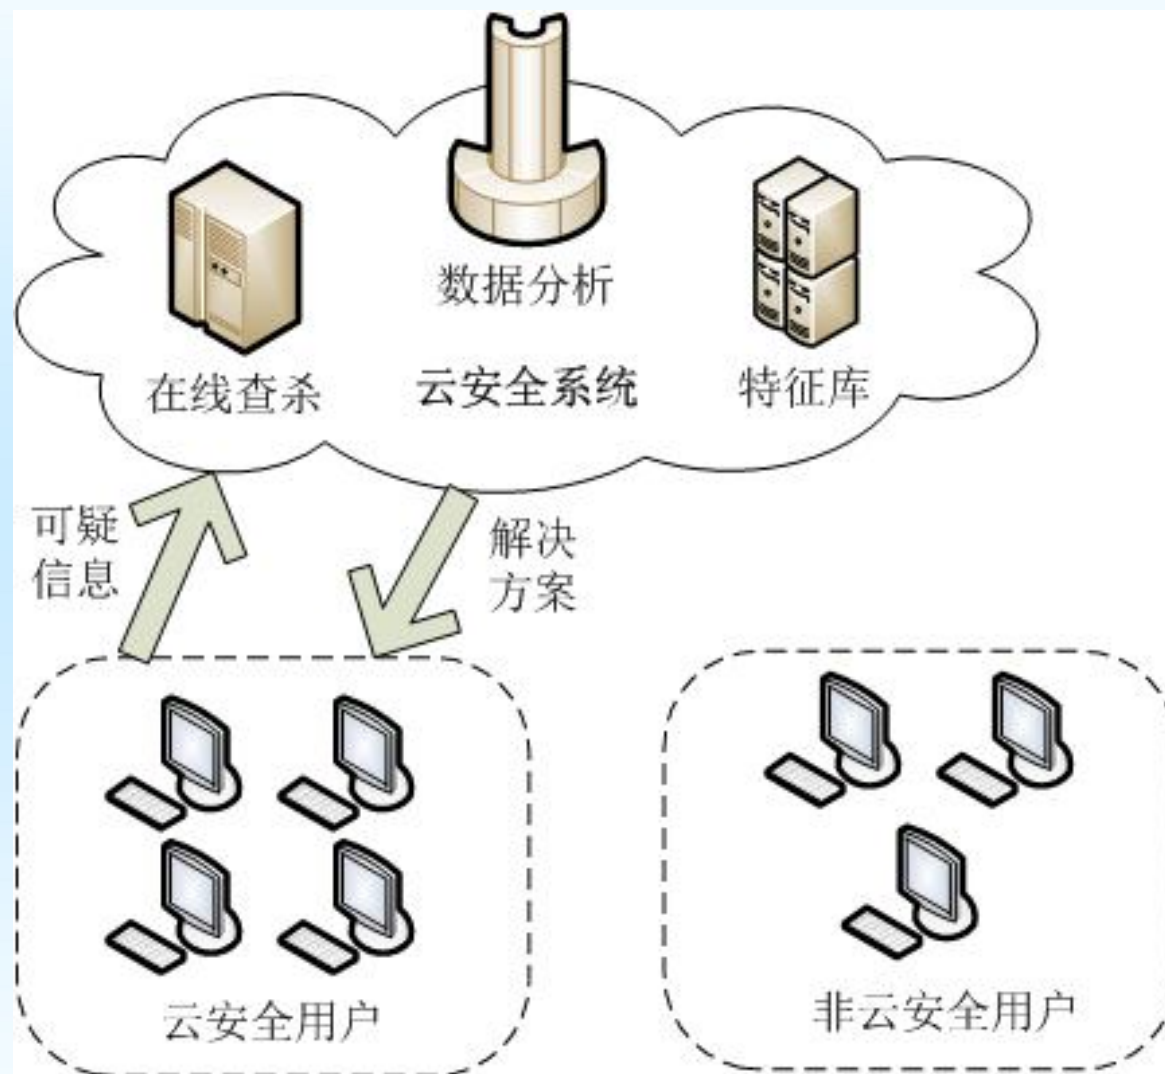 数据分析
在线查杀
云安全系统
特征库
可疑
信息
解决
方案
云安全用户
非云安全用户